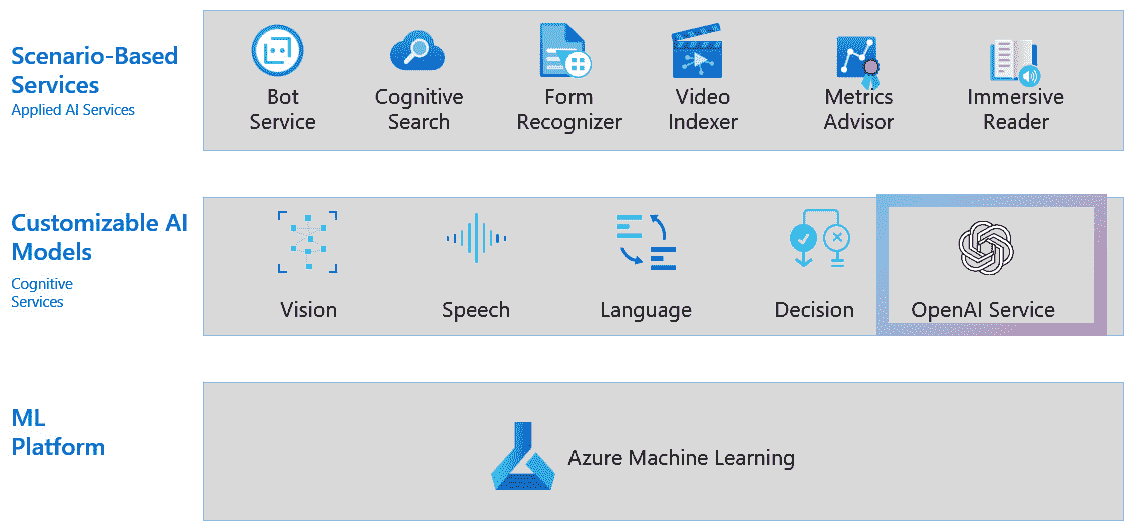 Scenario-Based
Services
Applied AI Services
Bot
Service
Cognitive
Search
Form
Recognizer
Video
Indexer
Metrics
Advisor
Immersive
Reader
Customizable AI
Models
Cognitive
Services
Vision
Speech
Language
Decision
OpenAI Service
ML
Platform
Azure Machine Learning